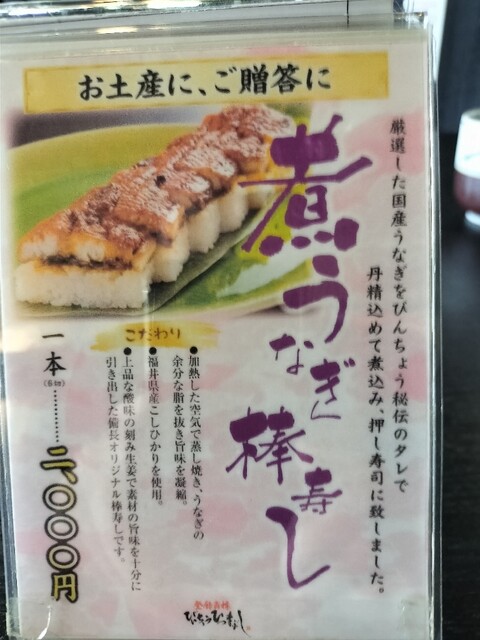 お土産に、ご贈答に
厳選した国産うなぎをびんちょう秘伝のタレで
丹精込めて煮込み、押し寿司に致しました。
煮うなぎ棒寿し
こだわり
●加熱した空気で蒸し焼き、うなぎの
余分な脂を抜き旨味を凝縮。
●福井県産こしひかりを使用。
●上品な酸味の刻み生姜で素材の旨味を十分に
引き出した備長オリジナル棒寿しです。
一本
二、〇〇〇円